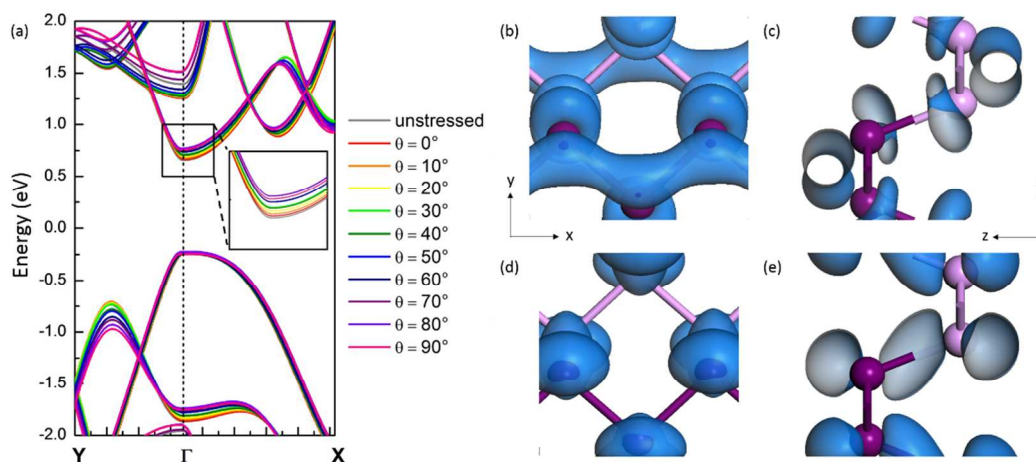 (a)
2.0
1.5
1.0
0.5
0.0
-0.5
-1.0
-1.5
-2.0
Energy (eV)
Y
Γ
X
unstressed
θ = 0°
θ = 10°
θ = 20°
θ = 30°
θ = 40°
θ = 50°
θ = 60°
θ = 70°
θ = 80°
θ = 90°
(b)
(c)
y
x
z
(d)
(e)